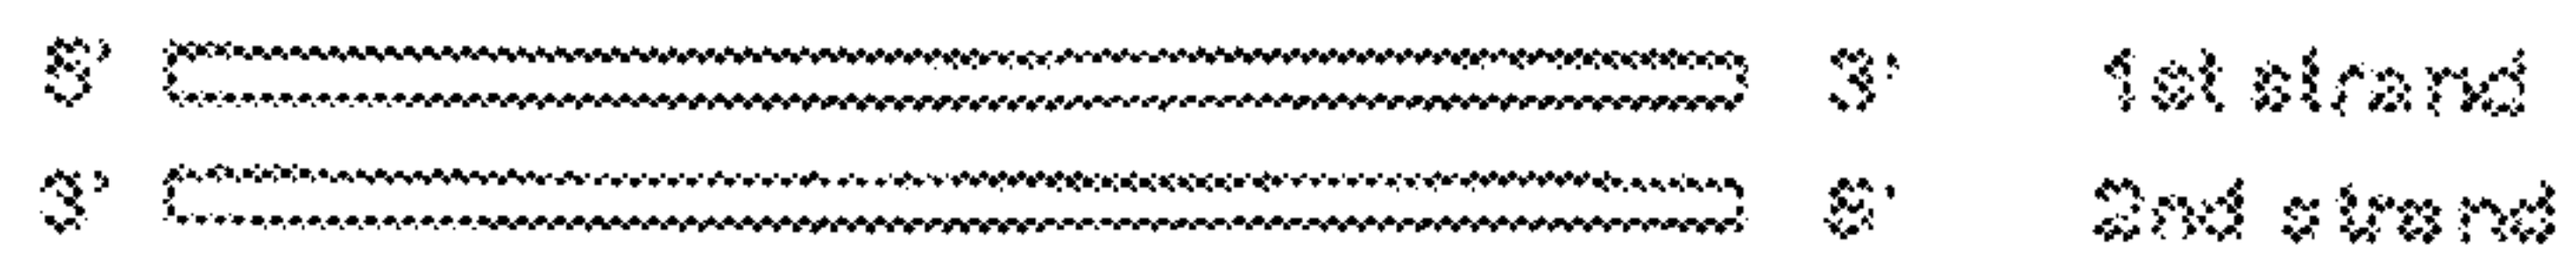 5' 3' 1st strand
3' 5' 2nd strand